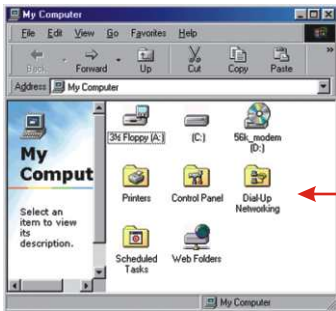 My Computer
File Edit View Go Favorites Help
Back Forward Up Cut Copy Paste »
Address My Computer
My
Comput
Select an
item to view
its
description.
3½ Floppy (A:) (C:) 56k_modem
(D:)
Printers Control Panel Dial-Up
Networking
Scheduled
Tasks Web Folders
My Computer